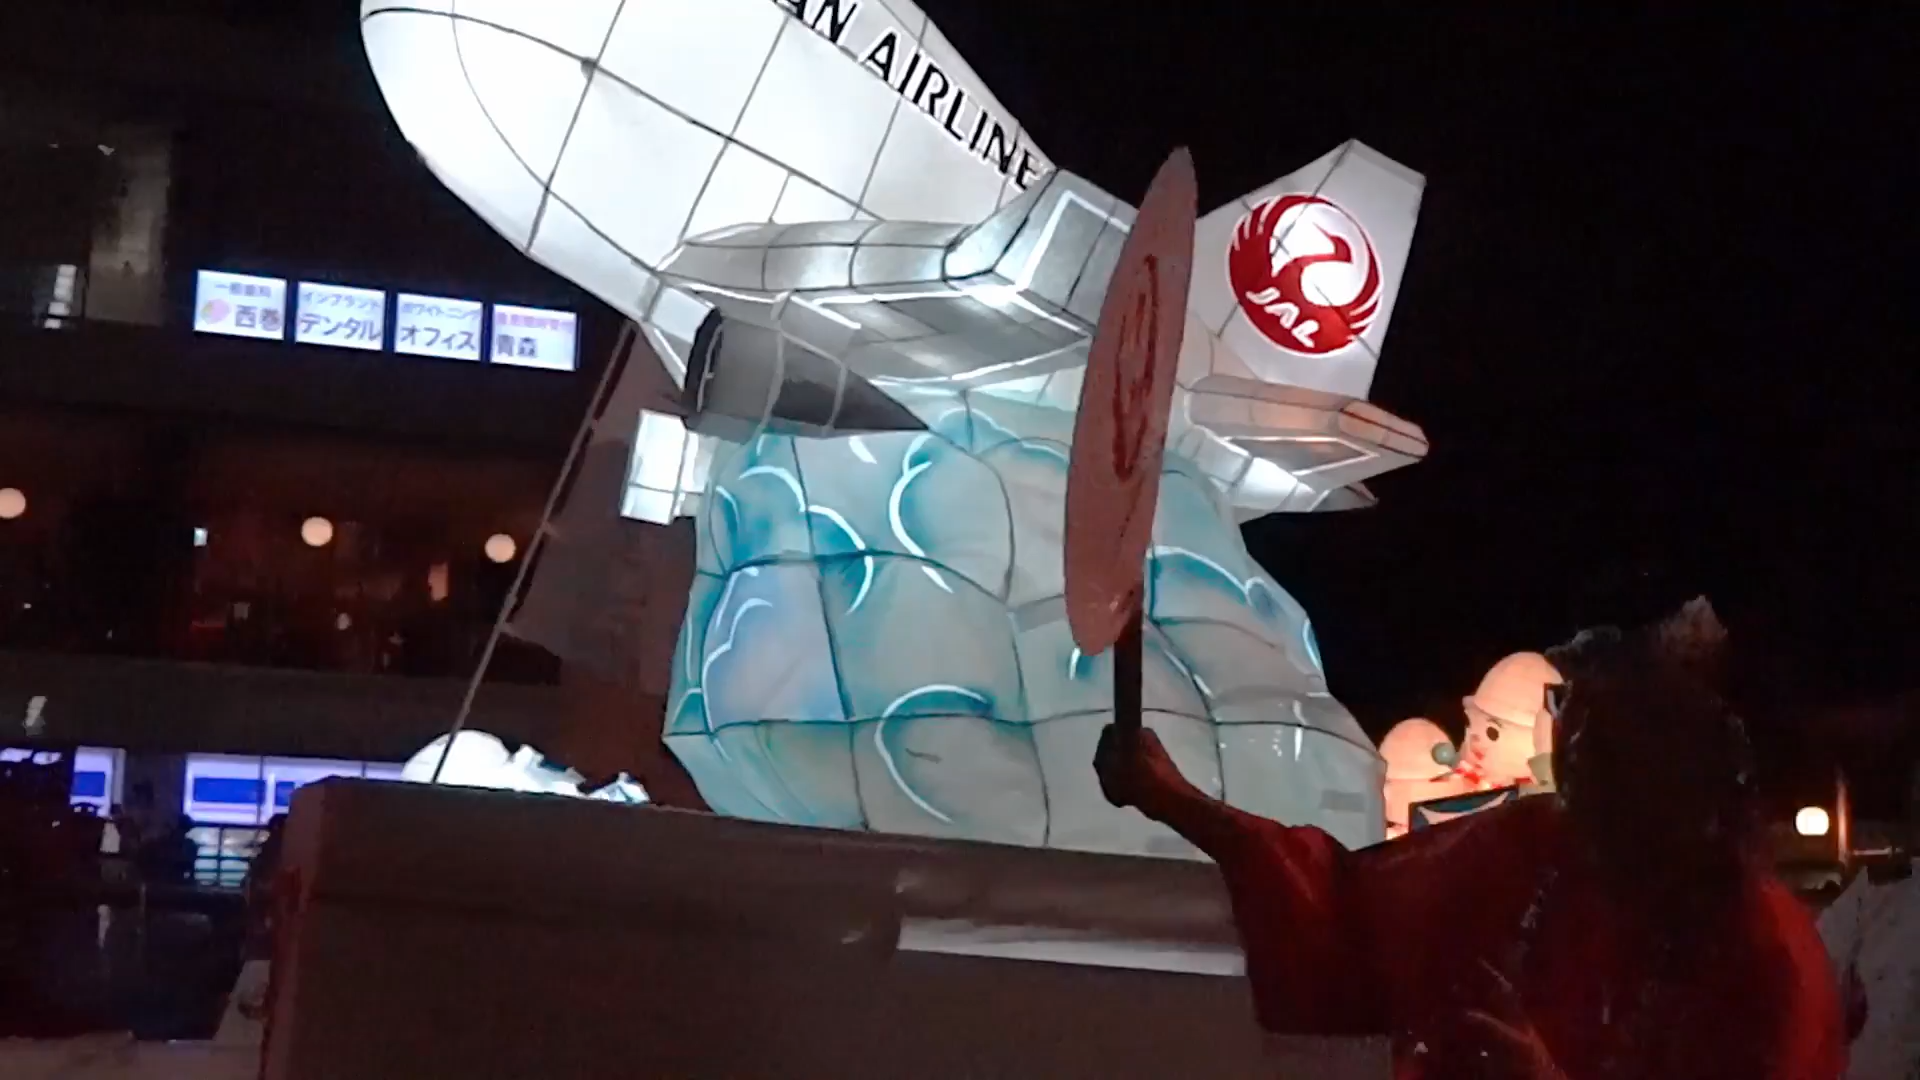 AN AIRLINE
JAL
一般歯科
西巻
インプラント
デンタル
ホワイトニング
オフィス
青森